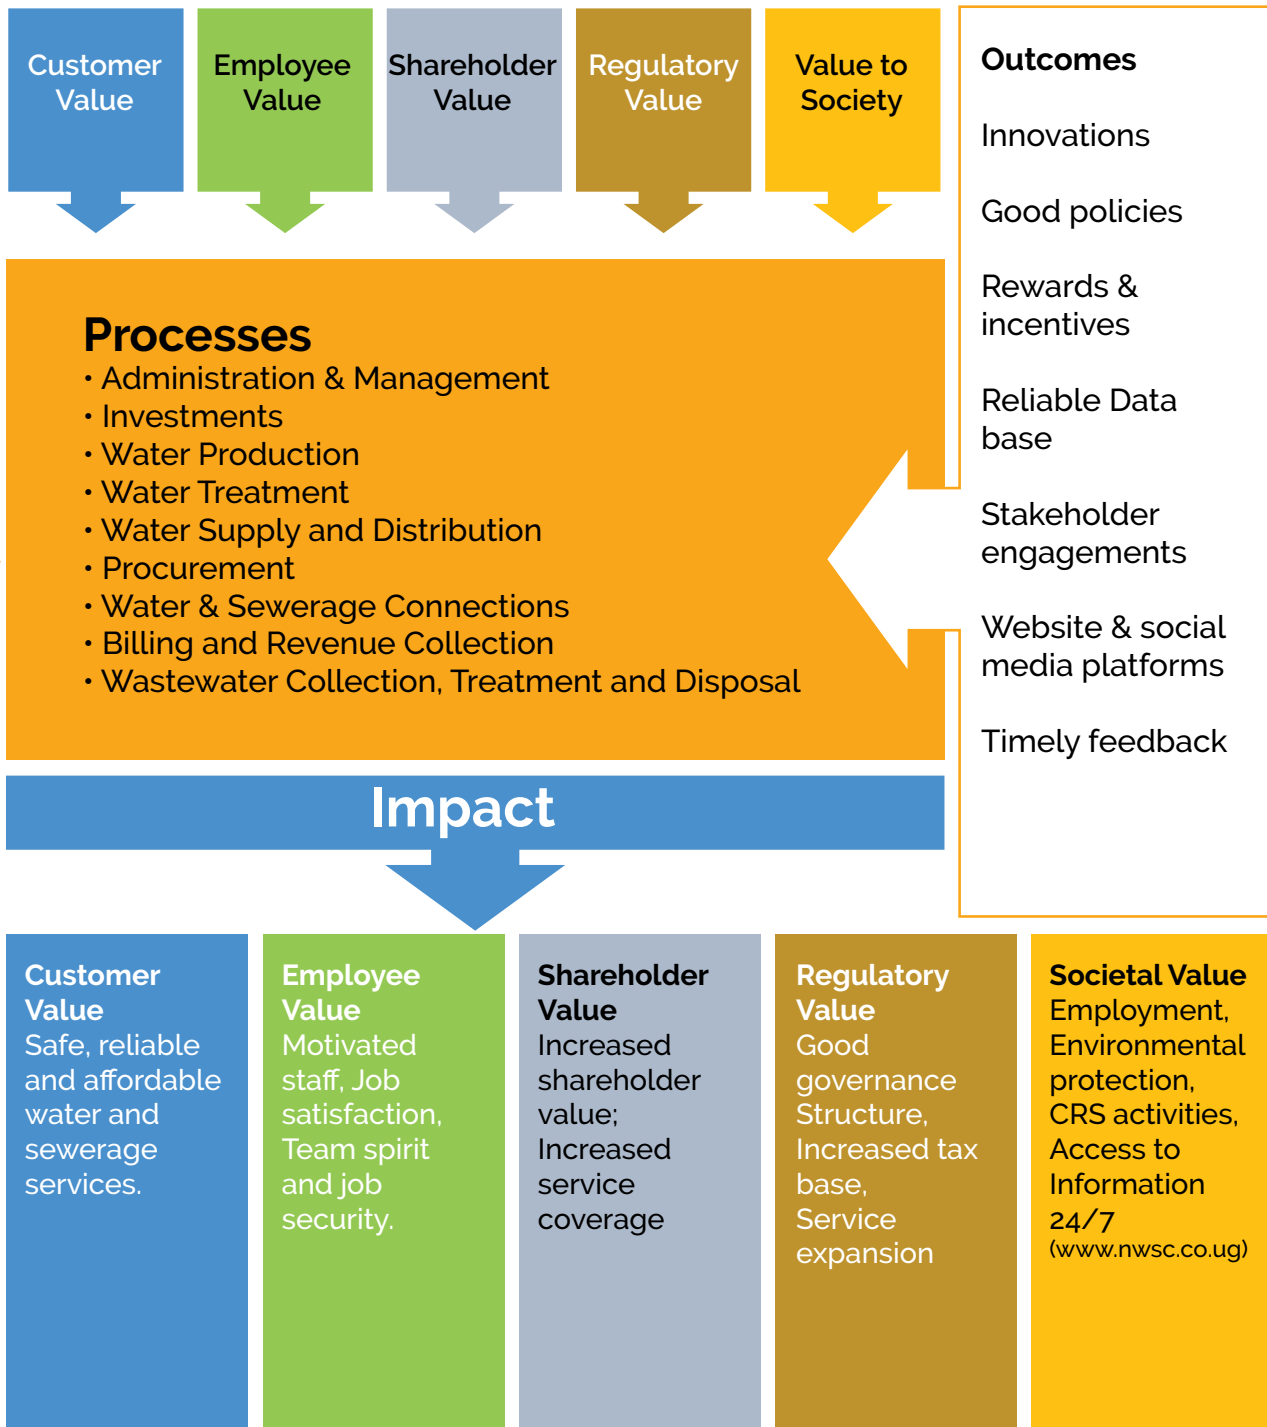 Customer
Value
Employee
Value
Shareholder
Value
Regulatory
Value
Value to
Society
Processes
• Administration & Management
• Investments
• Water Production
• Water Treatment
• Water Supply and Distribution
• Procurement
• Water & Sewerage Connections
• Billing and Revenue Collection
• Wastewater Collection, Treatment and Disposal
Outcomes
Innovations
Good policies
Rewards &
incentives
Reliable Data
base
Stakeholder
engagements
Website & social
media platforms
Timely feedback
Impact
Customer
Value
Safe, reliable
and affordable
water and
sewerage
services.
Employee
Value
Motivated
staff, Job
satisfaction,
Team spirit
and job
security.
Shareholder
Value
Increased
shareholder
value;
Increased
service
coverage
Regulatory
Value
Good
governance
Structure,
Increased tax
base,
Service
expansion
Societal Value
Employment,
Environmental
protection,
CRS activities,
Access to
Information
24/7
(www.nwsc.co.ug)